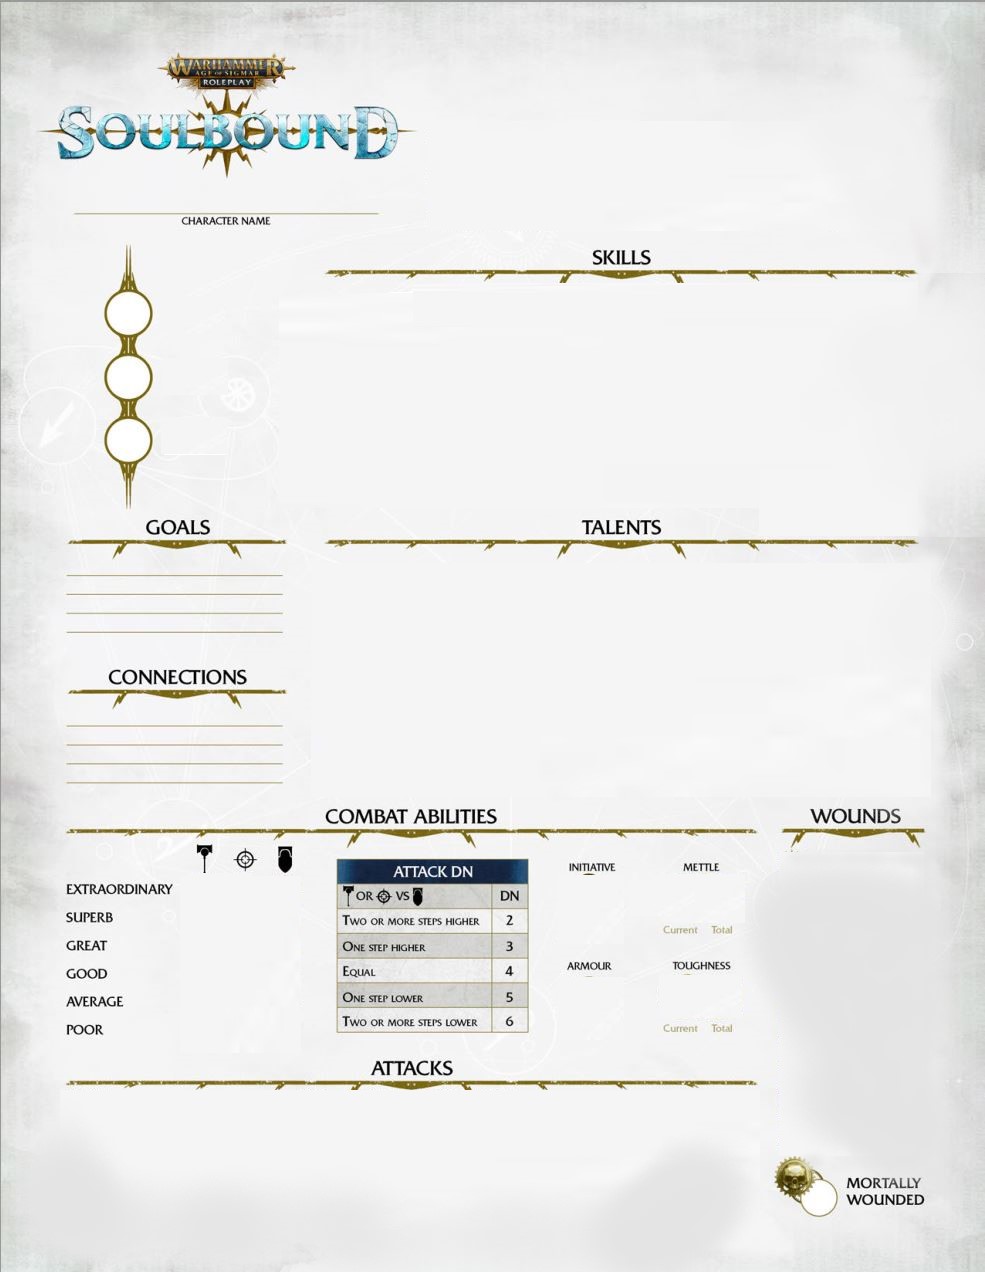 WARHAMMER
AGE OF SIGMAR
ROLEPLAY
SOULBOUND
CHARACTER NAME
SKILLS
GOALS
TALENTS
CONNECTIONS
COMBAT ABILITIES
WOUNDS
EXTRAORDINARY
SUPERB
GREAT
GOOD
AVERAGE
POOR
ATTACK DN
OR VS DN
TWO OR MORE STEPS HIGHER 2
ONE STEP HIGHER 3
EQUAL 4
ONE STEP LOWER 5
TWO OR MORE STEPS LOWER 6
INITIATIVE METTLE
Current Total
ARMOUR TOUGHNESS
Current Total
ATTACKS
MORTALLY
WOUNDED